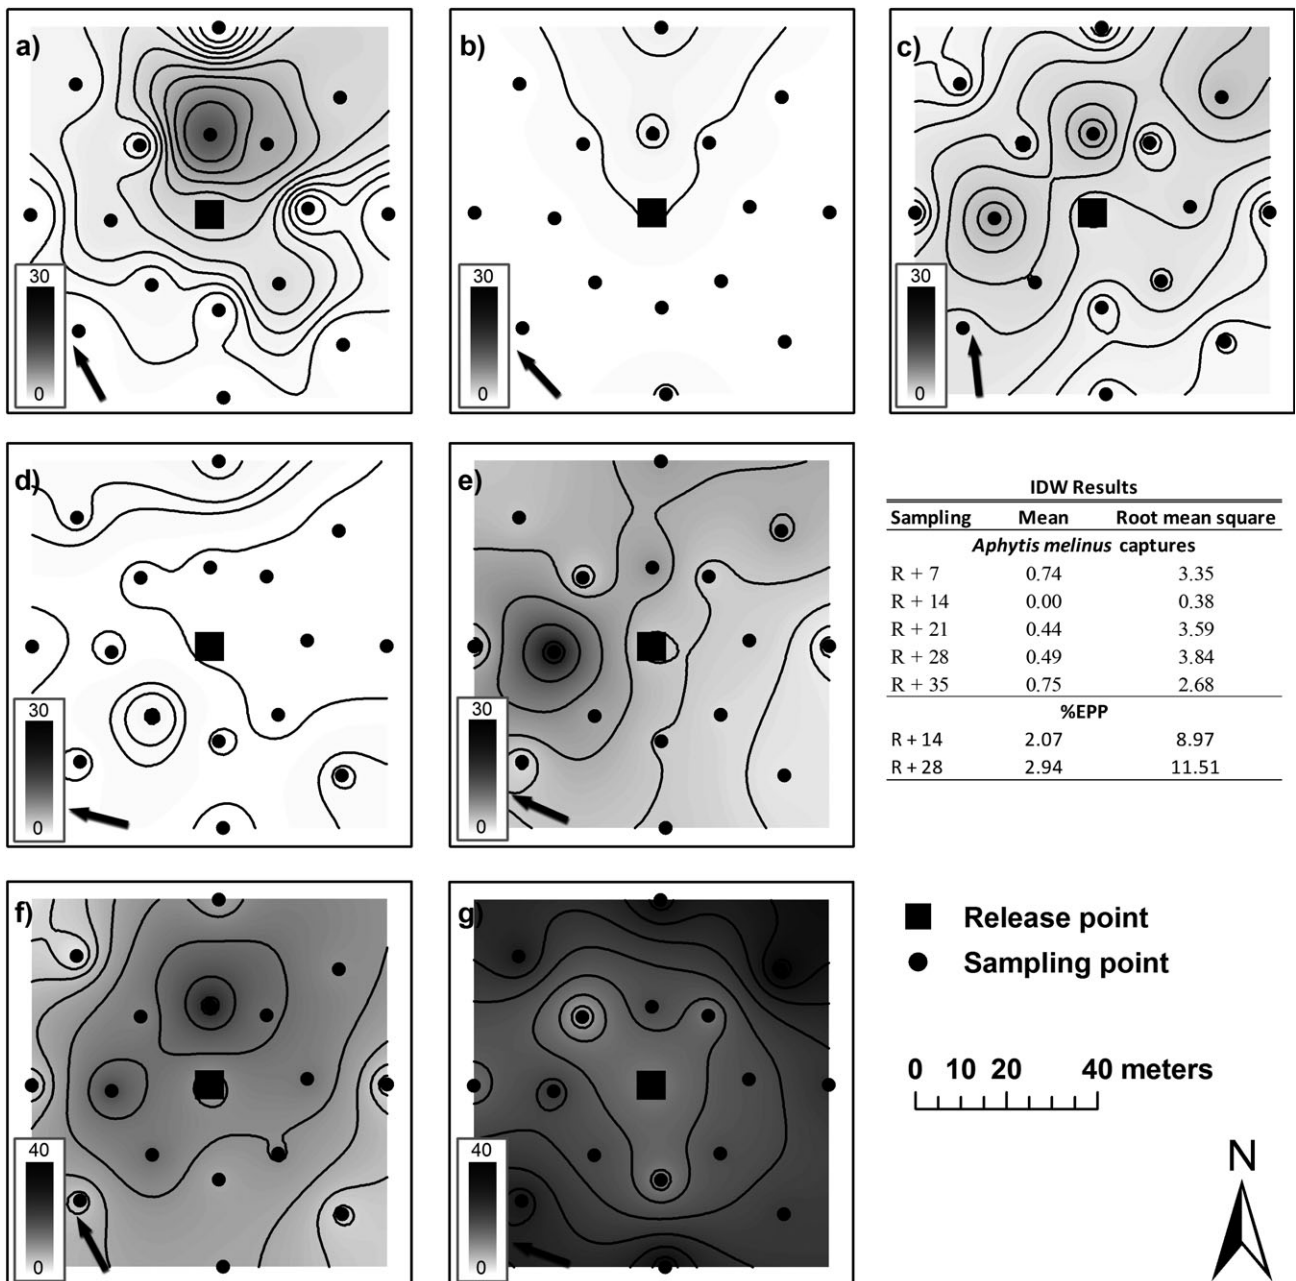 a)
30
0
b)
30
0
c)
30
0
d)
30
0
e)
30
0
IDW Results
Sampling Mean Root mean square
Aphytis melinus captures
R + 7 0.74 3.35
R + 14 0.00 0.38
R + 21 0.44 3.59
R + 28 0.49 3.84
R + 35 0.75 2.68
%EPP
R + 14 2.07 8.97
R + 28 2.94 11.51
f)
40
0
g)
40
0
Release point
Sampling point
0 10 20 40 meters
N